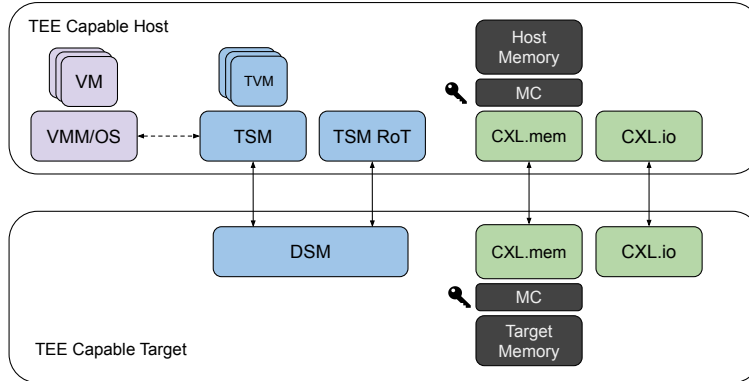 TEE Capable Host
VM
TVM
Host
Memory
MC
VMM/OS
TSM
TSM RoT
CXL.mem
CXL.io
DSM
CXL.mem
CXL.io
MC
Target
Memory
TEE Capable Target